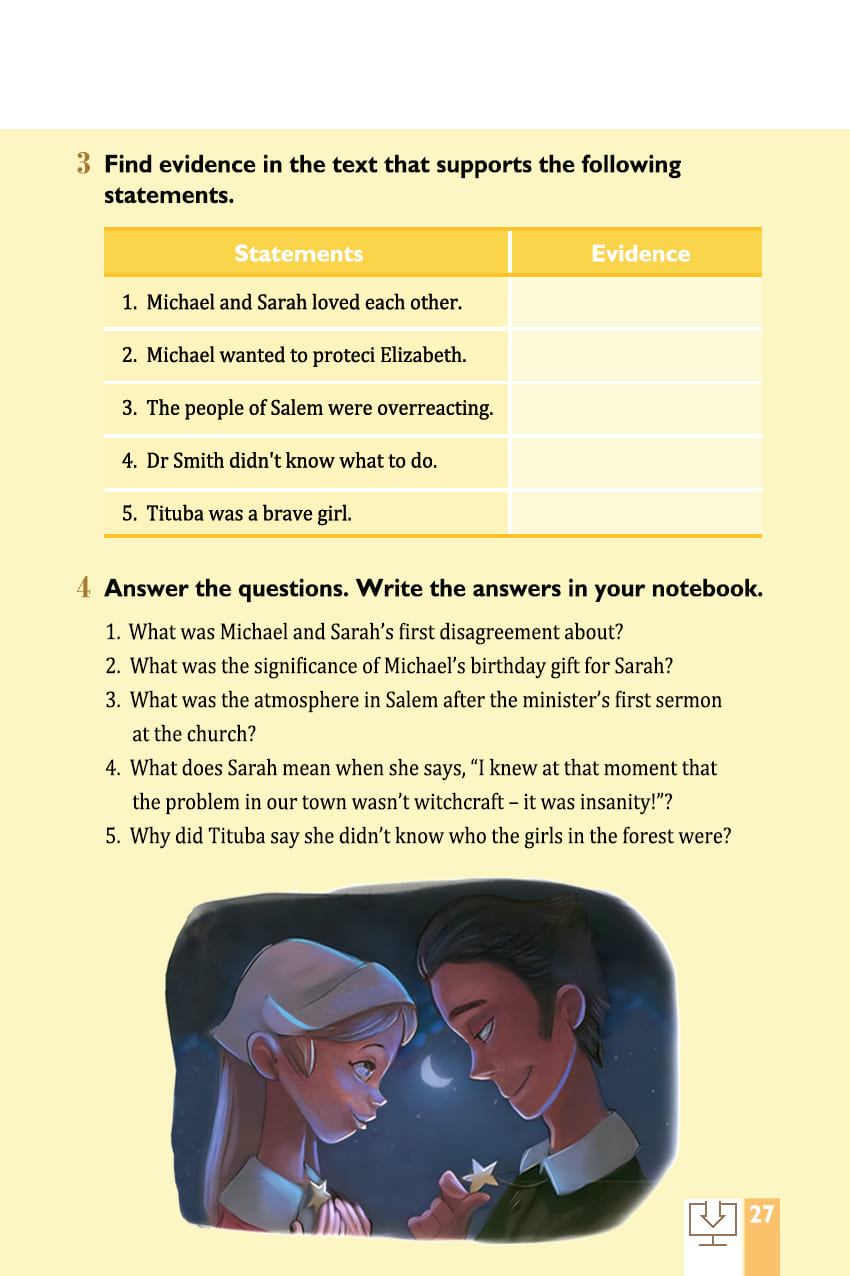 3 Find evidence in the text that supports the following
statements.
Statements Evidence
1. Michael and Sarah loved each other.
2. Michael wanted to proteci Elizabeth.
3. The people of Salem were overreacting.
4. Dr Smith didn't know what to do.
5. Tituba was a brave girl.
4 Answer the questions. Write the answers in your notebook.
1. What was Michael and Sarah’s first disagreement about?
2. What was the significance of Michael’s birthday gift for Sarah?
3. What was the atmosphere in Salem after the minister’s first sermon
at the church?
4. What does Sarah mean when she says, “I knew at that moment that
the problem in our town wasn’t witchcraft – it was insanity!”?
5. Why did Tituba say she didn’t know who the girls in the forest were?
27